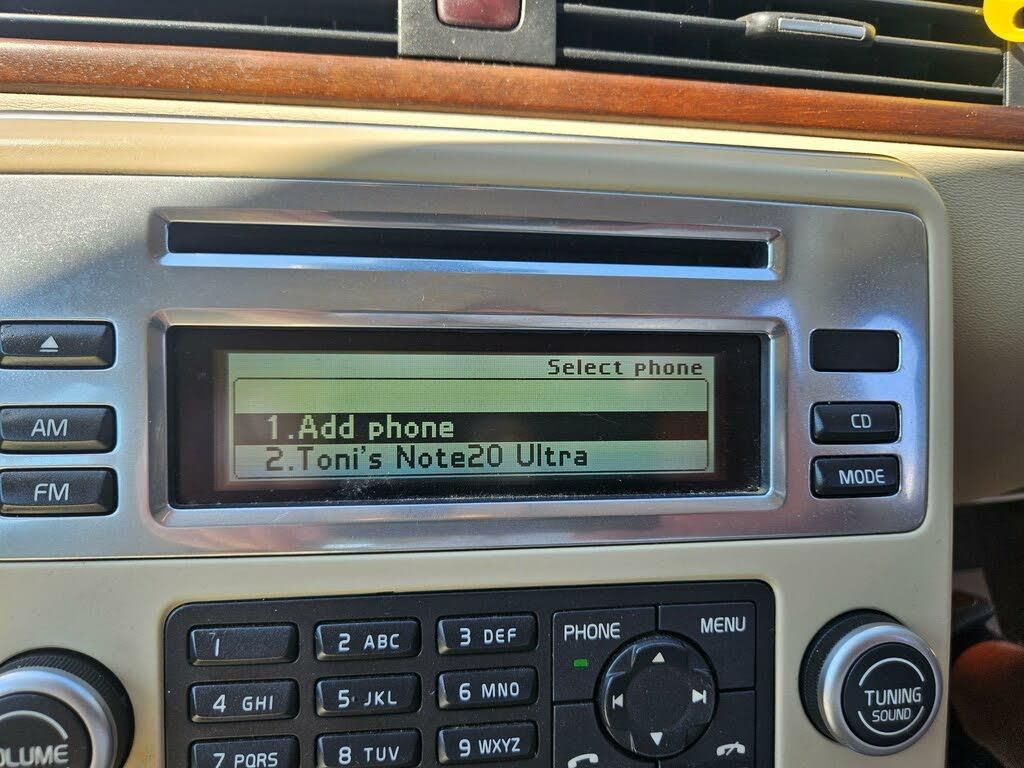 Select phone
1.Add phone
2.Toni's Note20 Ultra
AM
FM
CD
MODE
1
2 ABC
3 DEF
PHONE
MENU
4 GHI
5 JKL
6 MNO
7 PQRS
8 TUV
9 WXYZ
OLUME
TUNING
SOUND